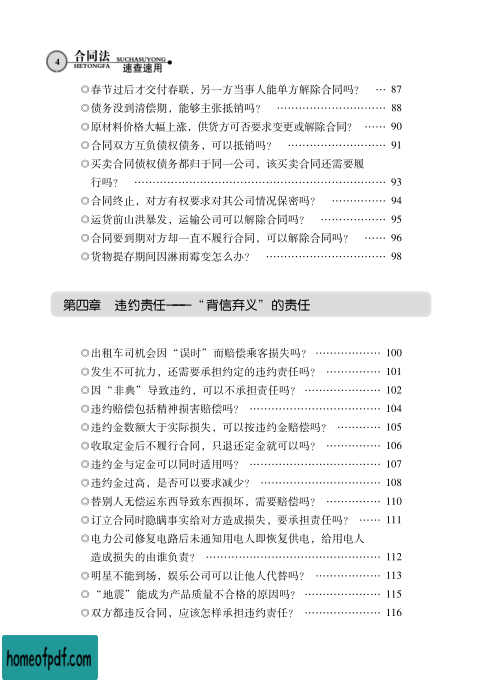 4 合同法 SUCHASUYONG
HETONGFA 速查速用
◎春节过后才交付春联，另一方当事人能单方解除合同吗？ … 87
◎债务没到清偿期，能够主张抵销吗？ ………………… 88
◎原材料价格大幅上涨，供货方可否要求变更或解除合同？ …… 90
◎合同双方互负债权债务，可以抵销吗？ ……………… 91
◎买卖合同债权债务都归于同一公司，该买卖合同还需要履
行吗？ ………………………………………… 93
◎合同终止，对方有权要求对其公司情况保密吗？ ………… 94
◎运货前山洪暴发，运输公司可以解除合同吗？ …………… 95
◎合同要到期对方却一直不履行合同，可以解除合同吗？ …… 96
◎货物提存期间因淋雨霉变怎么办？ …………………… 98
第四章 违约责任——“背信弃义”的责任
◎出租车司机会因“误时”而赔偿乘客损失吗？ ……………… 100
◎发生不可抗力，还需要承担约定的违约责任吗？ ………… 101
◎因“非典”导致违约，可以不承担责任吗？ ……………… 102
◎违约赔偿包括精神损害赔偿吗？ …………………… 104
◎违约金数额大于实际损失，可以按违约金赔偿吗？ ………… 105
◎收取定金后不履行合同，只退还定金就可以吗？ ………… 106
◎违约金与定金可以同时适用吗？ …………………… 107
◎违约金过高，是否可以要求减少？ …………………… 108
◎替别人无偿运东西导致东西损坏，需要赔偿吗？ ………… 110
◎订立合同时隐瞒事实给对方造成损失，要承担责任吗？ …… 111
◎电力公司修复电路后未通知用电人即恢复供电，给用电人
造成损失的由谁负责？ …………………………… 112
◎明星不能到场，娱乐公司可以让他人代替吗？ …………… 113
◎“地震”能成为产品质量不合格的原因吗？ ……………… 115
◎双方都违反合同，应该怎样承担违约责任？ ……………… 116
homeofpdf.com